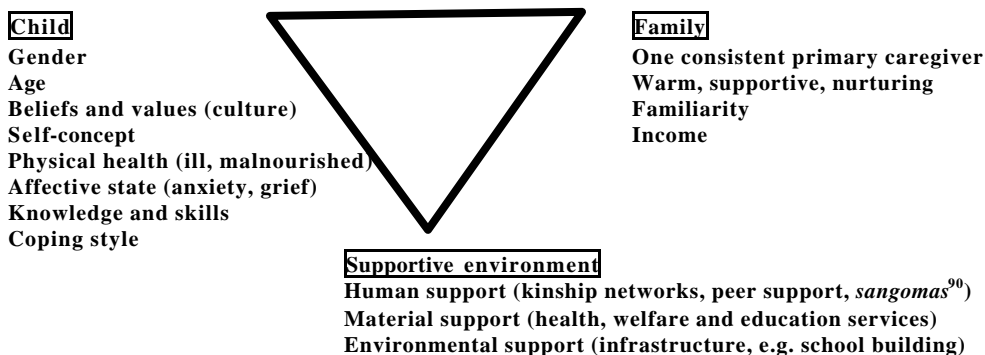 Child
Gender
Age
Beliefs and values (culture)
Self-concept
Physical health (ill, malnourished)
Affective state (anxiety, grief)
Knowledge and skills
Coping style
Family
One consistent primary caregiver
Warm, supportive, nurturing
Familiarity
Income
Supportive environment
Human support (kinship networks, peer support, sangomas90)
Material support (health, welfare and education services)
Environmental support (infrastructure, e.g. school building)